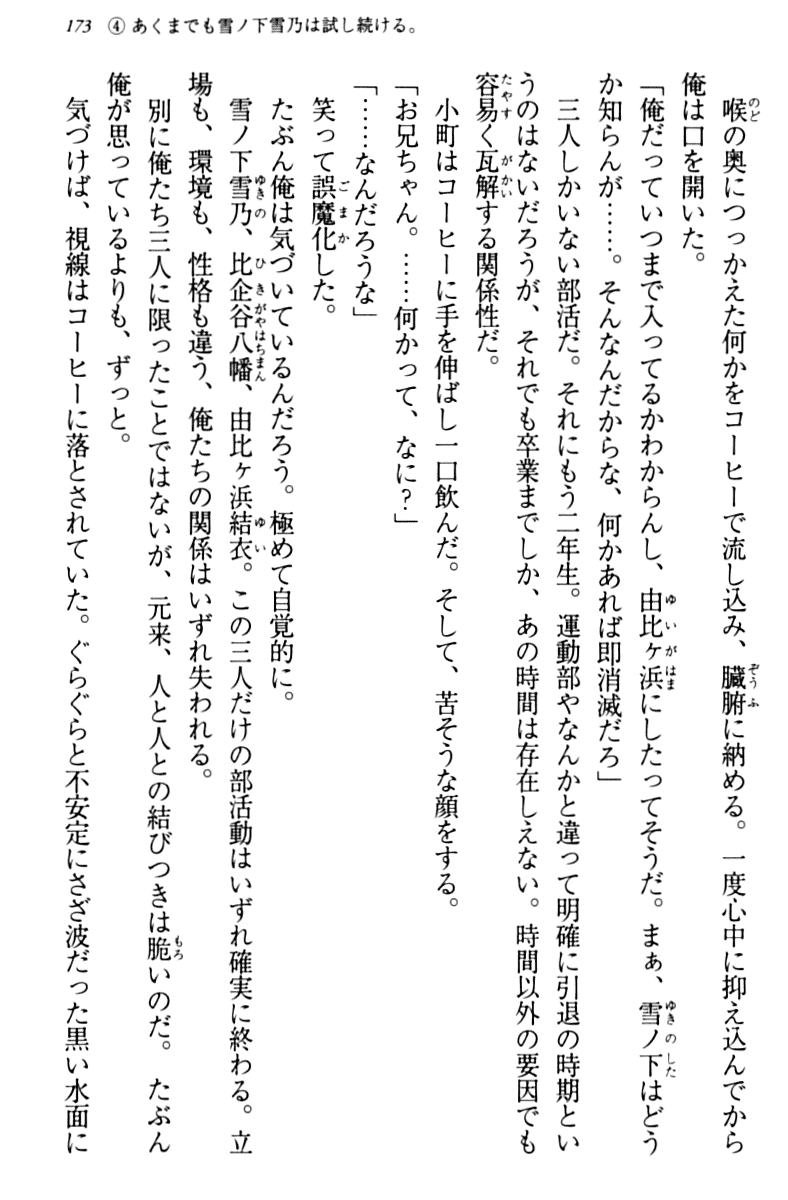 173 ④ あくまでも雪ノ下雪乃は試し続ける。
喉の奥につっかえた何かをコーヒーで流し込み、臓腑に納める。一度心中に抑え込んでから
俺は口を開いた。
「俺だっていつまで入ってるかわからんし、由比ヶ浜にしたってそうだ。まぁ、雪ノ下はどう
か知らんが……。そんなんだからな、何かあれば即消滅だろ」
三人しかいない部活だ。それにもう二年生。運動部やなんかと違って明確に引退の時期とい
うのはないだろうが、それでも卒業までしか、あの時間は存在しえない。時間以外の要因でも
容易く瓦解する関係性だ。
小町はコーヒーに手を伸ばし一口飲んだ。そして、苦そうな顔をする。
「お兄ちゃん。……何かって、なに?」
「……なんだろうな」
笑って誤魔化した。
たぶん俺は気づいているんだろう。極めて自覚的に。
雪ノ下雪乃、比企谷八幡、由比ヶ浜結衣。この三人だけの部活動はいずれ確実に終わる。立
場も、環境も、性格も違う、俺たちの関係はいずれ失われる。
別に俺たち三人に限ったことではないが、元来、人と人との結びつきは脆いのだ。たぶん
俺が思っているよりも、ずっと。
気づけば、視線はコーヒーに落とされていた。ぐらぐらと不安定にさざ波だった黒い水面に